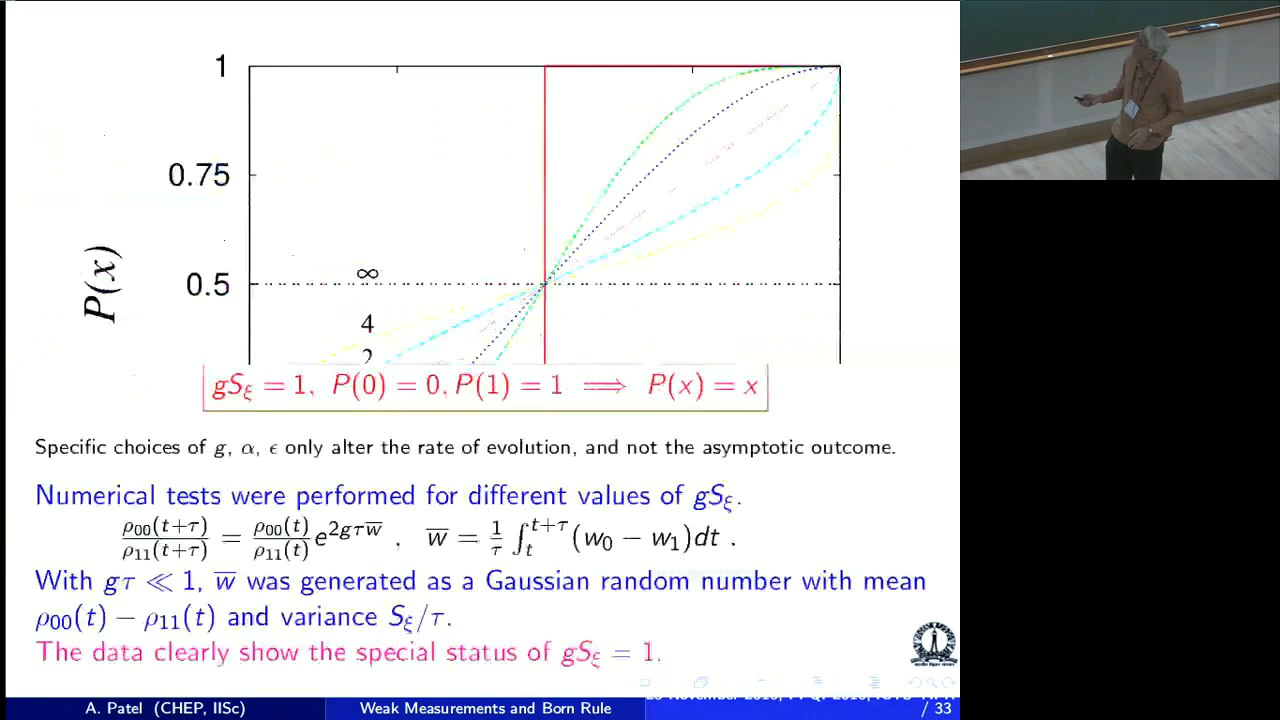 1
0.75
P(x)
0.5
∞
4
2
gSξ = 1, P(0) = 0, P(1) = 1 ⟹ P(x) = x
Specific choices of g, α, ϵ only alter the rate of evolution, and not the asymptotic outcome.
Numerical tests were performed for different values of gSξ.
ρ00(t+τ)/ρ11(t+τ) = ρ00(t)/ρ11(t) e^{2gτw̅} , w̅ = 1/τ ∫_t^{t+τ} (w0 − w1)dt .
With gτ ≪ 1, w̅ was generated as a Gaussian random number with mean
ρ00(t) − ρ11(t) and variance Sξ/τ.
The data clearly show the special status of gSξ = 1.
A. Patel (CHEP, IISc)
Weak Measurements and Born Rule
/ 33